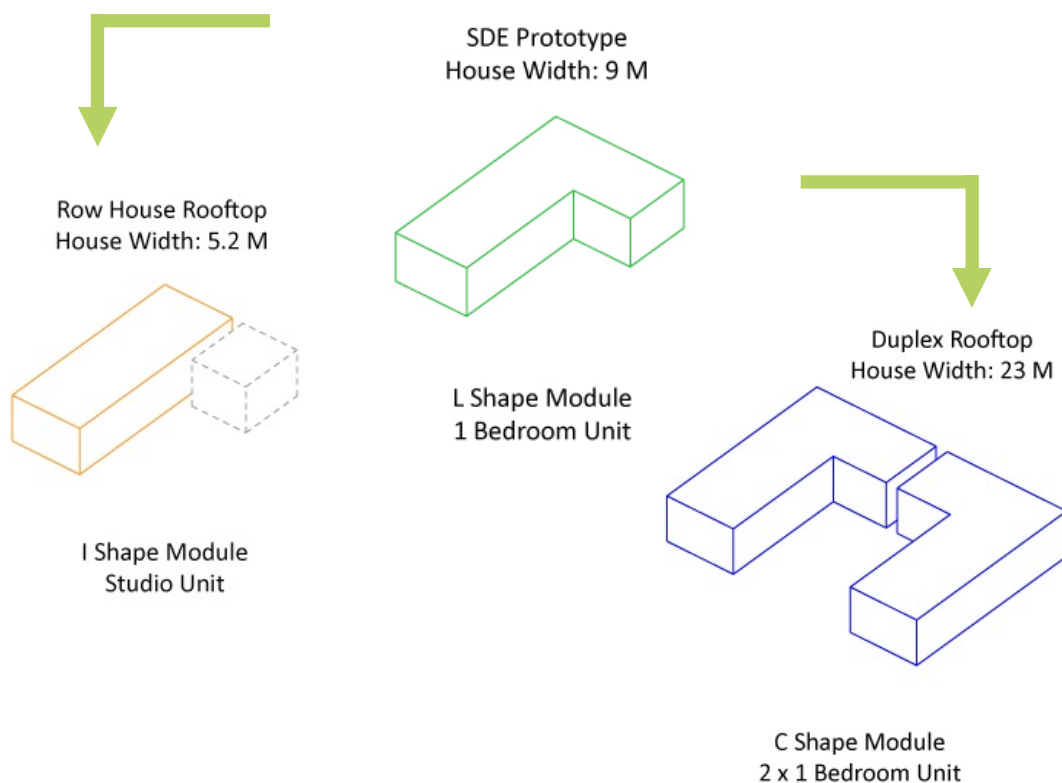 SDE Prototype
House Width: 9 M
Row House Rooftop
House Width: 5.2 M
Duplex Rooftop
House Width: 23 M
L Shape Module
1 Bedroom Unit
I Shape Module
Studio Unit
C Shape Module
2 x 1 Bedroom Unit